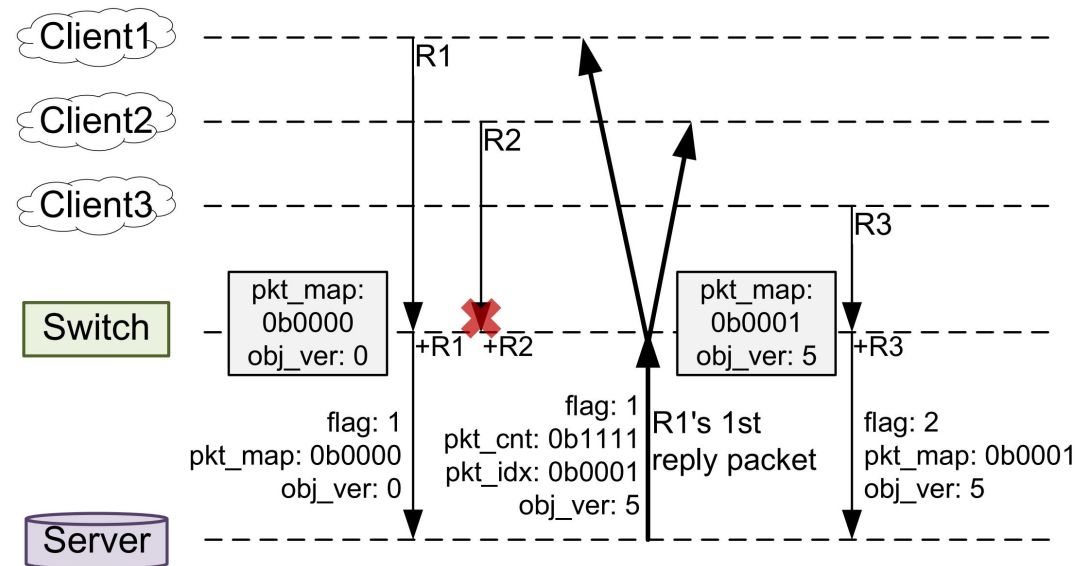 Client1
R1
Client2
R2
Client3
R3
pkt_map:
0b0000
obj_ver: 0
pkt_map:
0b0001
obj_ver: 5
Switch
+R1
+R2
+R3
flag: 1
pkt_map: 0b0000
obj_ver: 0
flag: 1
pkt_cnt: 0b1111
pkt_idx: 0b0001
obj_ver: 5
R1's 1st
reply packet
flag: 2
pkt_map: 0b0001
obj_ver: 5
Server